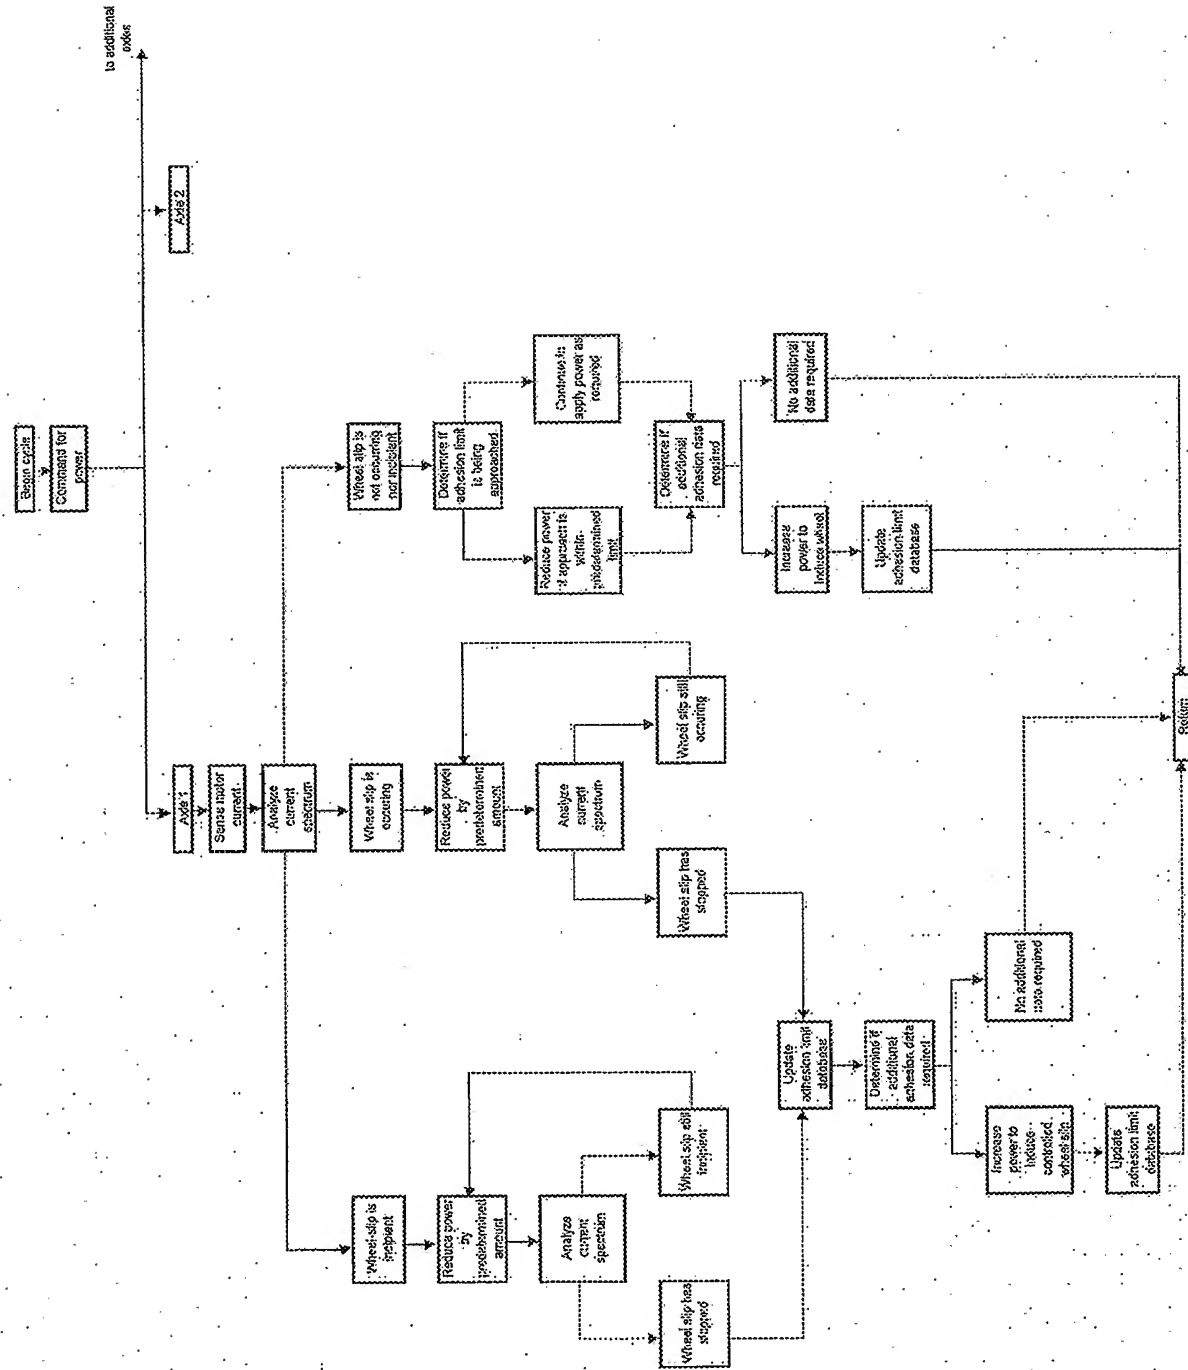 Begin cycle
Command for
power
to additional
axles
Axle 1
Axle 2
Sense motor
current
Analyze
current
spectrum
Wheel slip is
incipient
Wheel slip is
occuring
Wheel slip is
not occurring
nor incipient
Reduce power
by
predetermined
amount
Reduce power
by
predetermined
amount
Determine if
adhesion limit
is being
approached
Analyze
current
spectrum
Analyze
current
spectrum
Reduce power
if approach is
within
predetermined
limit
Continue to
apply power as
required
Wheel slip has
stopped
Wheel slip still
incipient
Wheel slip has
stopped
Wheel slip still
occuring
Determine if
additional
adhesion data
required
Update
adhesion limit
database
Increase
power to
induce wheel
No additional
data required
Determine if
additional
adhesion data
required
Update
adhesion limit
database
Increase
power to
induce
controlled
wheel slip
No additional
data required
Update
adhesion limit
database
Return